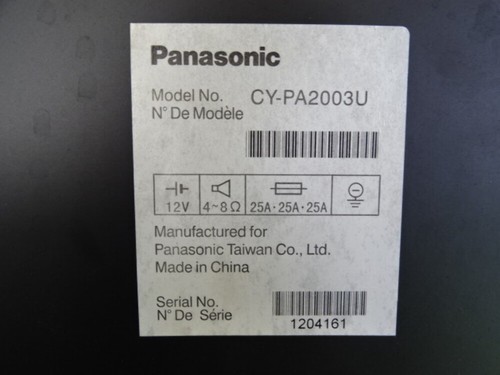 Panasonic
Model No. CY-PA2003U
N° De Modèle
12V 4~8Ω 25A·25A·25A
Manufactured for
Panasonic Taiwan Co., Ltd.
Made in China
Serial No.
N° De Série
1204161